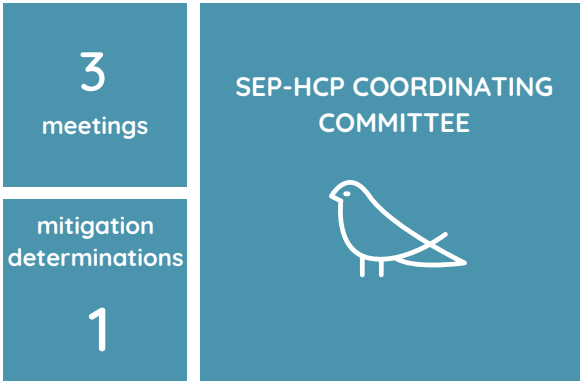 3
meetings
mitigation
determinations
1
SEP-HCP COORDINATING
COMMITTEE